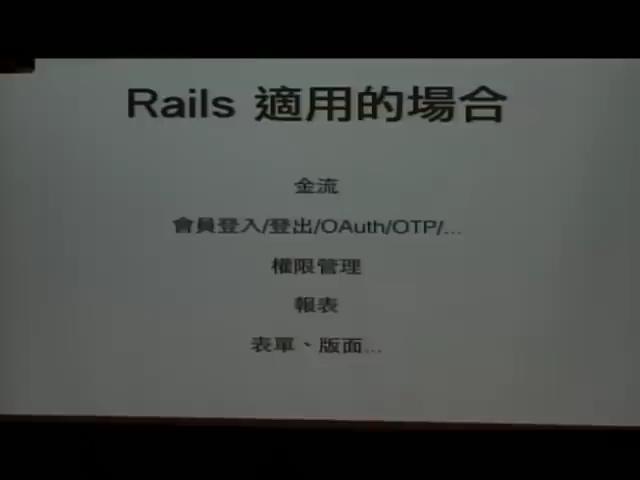 Rails 適用的場合
金流
會員登入/登出/OAuth/OTP/...
權限管理
報表
表單、版面...